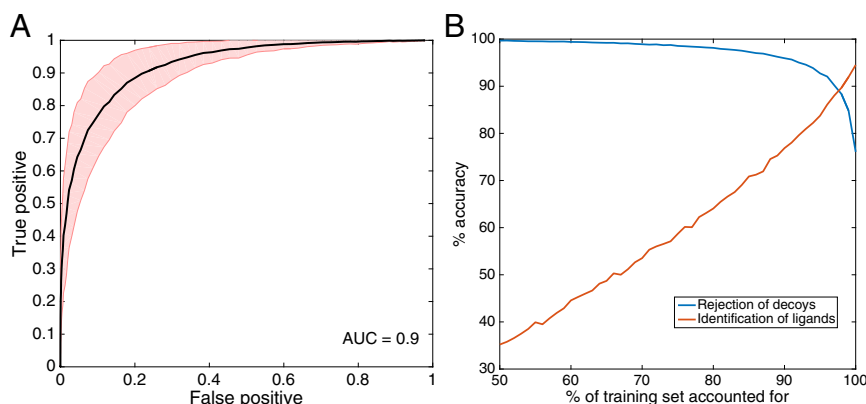 A
1
0.9
0.8
0.7
0.6
0.5
0.4
0.3
0.2
0.1
0
True positive
0 0.2 0.4 0.6 0.8 1
False positive
AUC = 0.9
B
100
90
80
70
60
50
40
30
% accuracy
Rejection of decoys
Identification of ligands
50 60 70 80 90 100
% of training set accounted for